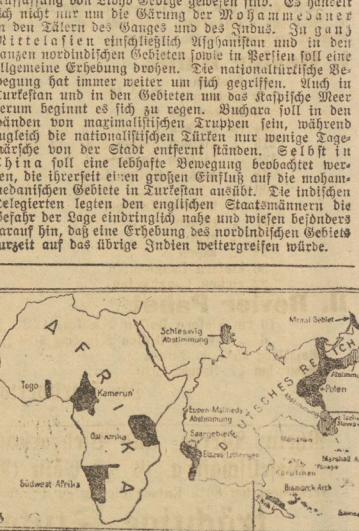 Auffassung von Lloyd George gewesen sind. Es handelt
sich nicht nur um die Gärung der Mohammedaner
in den Tälern des Ganges und des Indus. In ganz
Mittelasien einschließlich Afghanistan und in den
ganzen nordindischen Gebieten sowie in Persien soll eine
allgemeine Erhebung drohen. Die nationaltürkische Be-
wegung hat immer weiter um sich gegriffen. Auch in
Turkestan und in den Gebieten um das Kaspische Meer
herum beginnt es sich zu regen. Buchara soll in den
Händen von maximalistischen Truppen sein, während
zugleich die nationalistischen Türken nur wenige Tage-
märsche von der Stadt entfernt ständen. Selbst in
China soll eine lebhafte Bewegung beobachtet wer-
den, die ihrerseit einen großen Einfluß auf die moham-
medanischen Gebiete in Turkestan ausübt. Die indischen
Delegierten legten den englischen Staatsmännern die
Gefahr der Lage eindringlich nahe und wiesen besonders
darauf hin, daß eine Erhebung des nordindischen Gebiets
zurzeit auf das übrige Indien weitergreifen würde.
AFRIKA
Togo
Kamerun
Ost-Afrika
Südwest-Afrika
Schleswig
Abstimmung
Memel Gebiet
DEUTSCHES REICH
Polen
Eupen-Malmedy
Abstimmung
Saargebiet
Elsass-Lothringen
Marianen
Karolinen
Marshall
Bismarck Arch